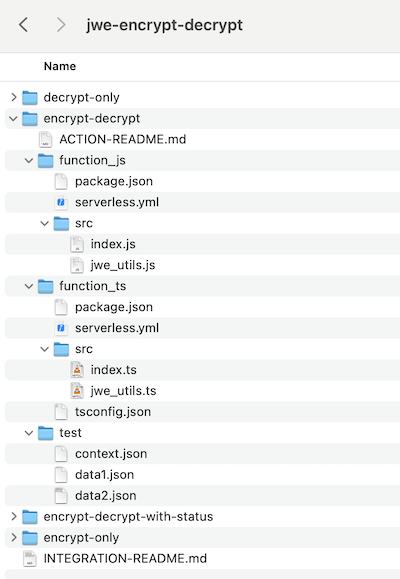 jwe-encrypt-decrypt
Name
decrypt-only
encrypt-decrypt
ACTION-README.md
function_js
package.json
serverless.yml
src
index.js
jwe_utils.js
function_ts
package.json
serverless.yml
src
index.ts
jwe_utils.ts
tsconfig.json
test
context.json
data1.json
data2.json
encrypt-decrypt-with-status
encrypt-only
INTEGRATION-README.md